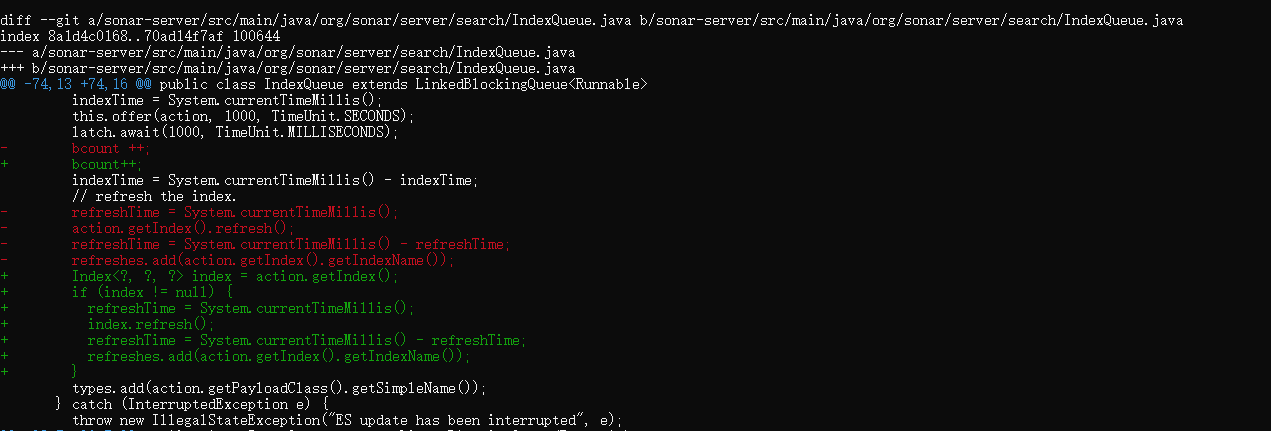 diff --git a/sonar-server/src/main/java/org/sonar/server/search/IndexQueue.java b/sonar-server/src/main/java/org/sonar/server/search/IndexQueue.java
index 8a1d4c0168..70ad14f7af 100644
--- a/sonar-server/src/main/java/org/sonar/server/search/IndexQueue.java
+++ b/sonar-server/src/main/java/org/sonar/server/search/IndexQueue.java
@@ -74,13 +74,16 @@ public class IndexQueue extends LinkedBlockingQueue<Runnable>
         indexTime = System.currentTimeMillis();
         this.offer(action, 1000, TimeUnit.SECONDS);
         latch.await(1000, TimeUnit.MILLISECONDS);
-        bcount ++;
+        bcount++;
         indexTime = System.currentTimeMillis() - indexTime;
         // refresh the index.
-        refreshTime = System.currentTimeMillis();
-        action.getIndex().refresh();
-        refreshTime = System.currentTimeMillis() - refreshTime;
-        refreshes.add(action.getIndex().getIndexName());
+        Index<?, ?, ?> index = action.getIndex();
+        if (index != null) {
+          refreshTime = System.currentTimeMillis();
+          index.refresh();
+          refreshTime = System.currentTimeMillis() - refreshTime;
+          refreshes.add(action.getIndex().getIndexName());
+        }
         types.add(action.getPayloadClass().getSimpleName());
       } catch (InterruptedException e) {
         throw new IllegalStateException("ES update has been interrupted", e);